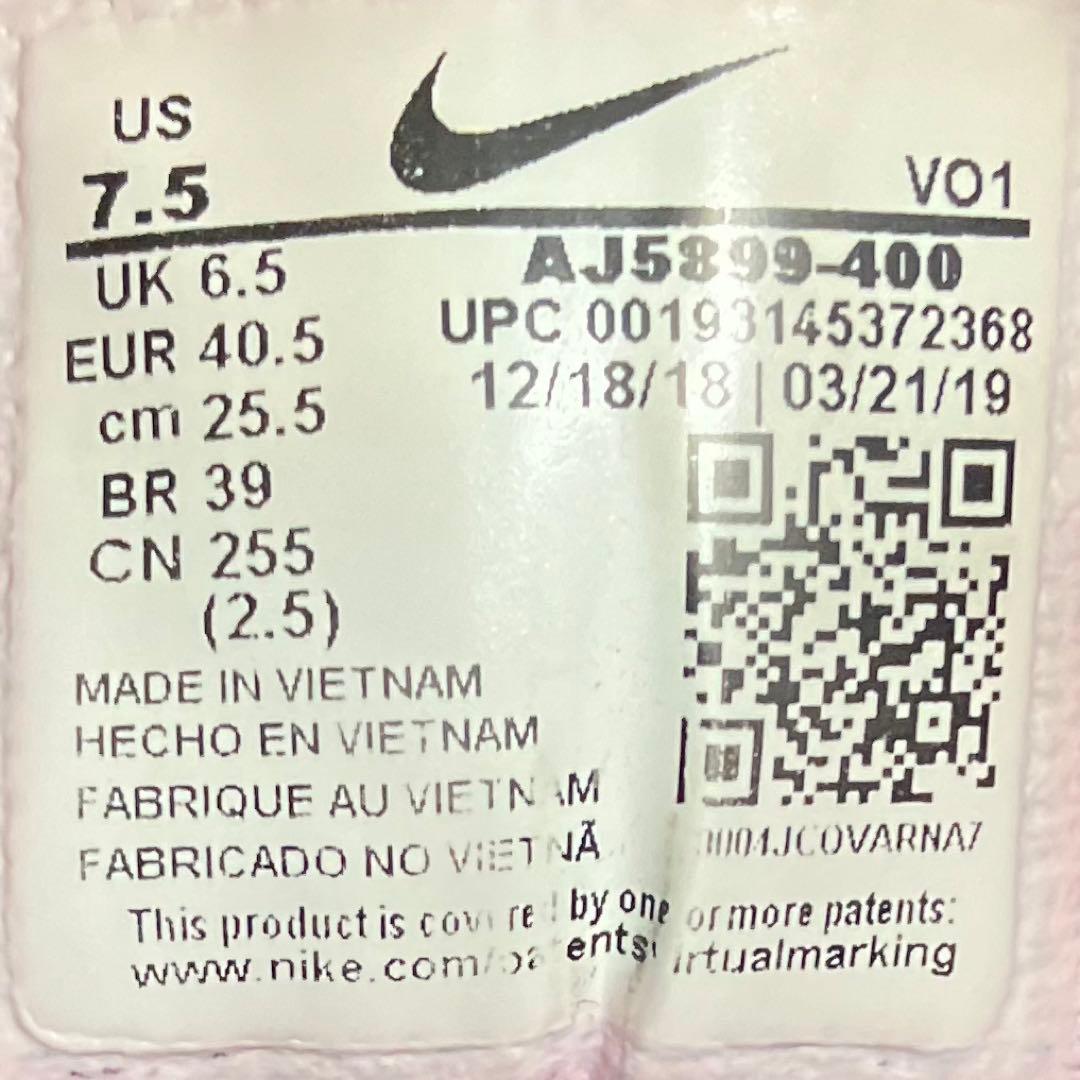 US
7.5
VO1
UK 6.5
EUR 40.5
cm 25.5
BR 39
CN 255
(2.5)
AJ5899-400
UPC 00193145372368
12/18/18 | 03/21/19
MADE IN VIETNAM
HECHO EN VIETNAM
FABRIQUE AU VIETNAM
FABRICADO NO VIETNÃ
This product is covered by one or more patents:
www.nike.com/patents